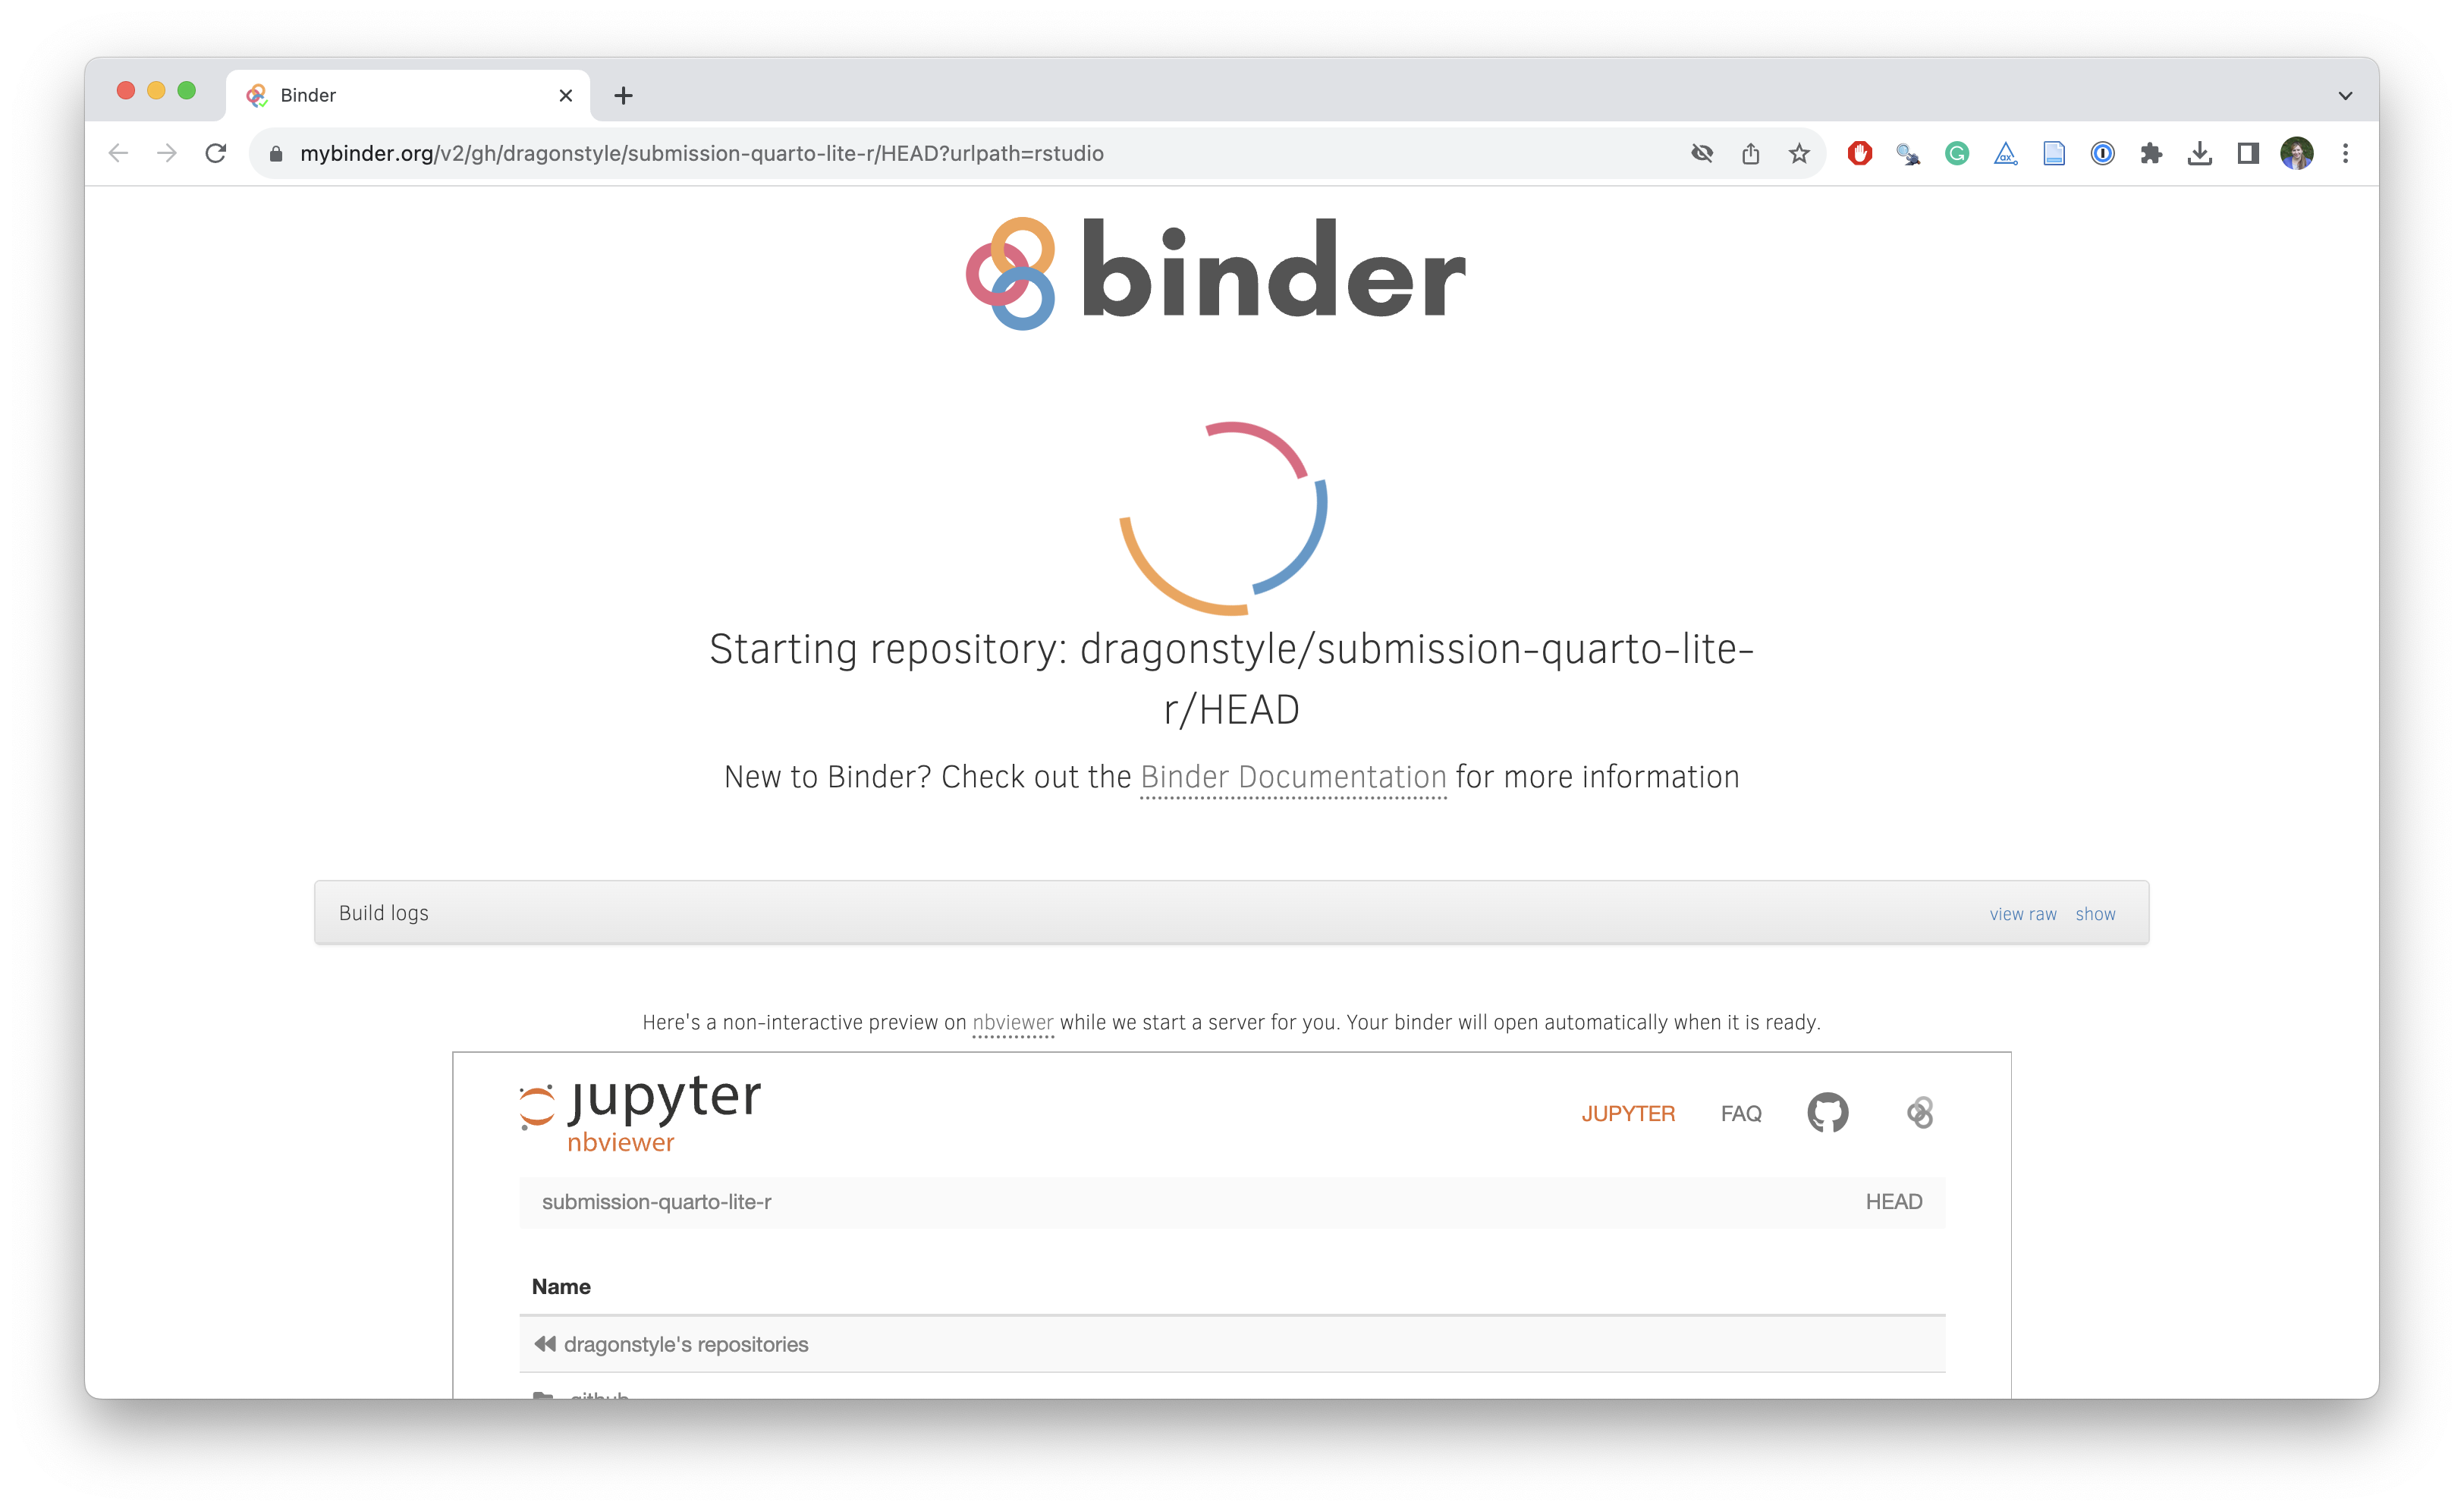 Binder
mybinder.org/v2/gh/dragonstyle/submission-quarto-lite-r/HEAD?urlpath=rstudio
binder
Starting repository: dragonstyle/submission-quarto-lite-
r/HEAD
New to Binder? Check out the Binder Documentation for more information
Build logs view raw show
Here's a non-interactive preview on nbviewer while we start a server for you. Your binder will open automatically when it is ready.
jupyter
nbviewer
JUPYTER FAQ
submission-quarto-lite-r HEAD
Name
dragonstyle's repositories
.github